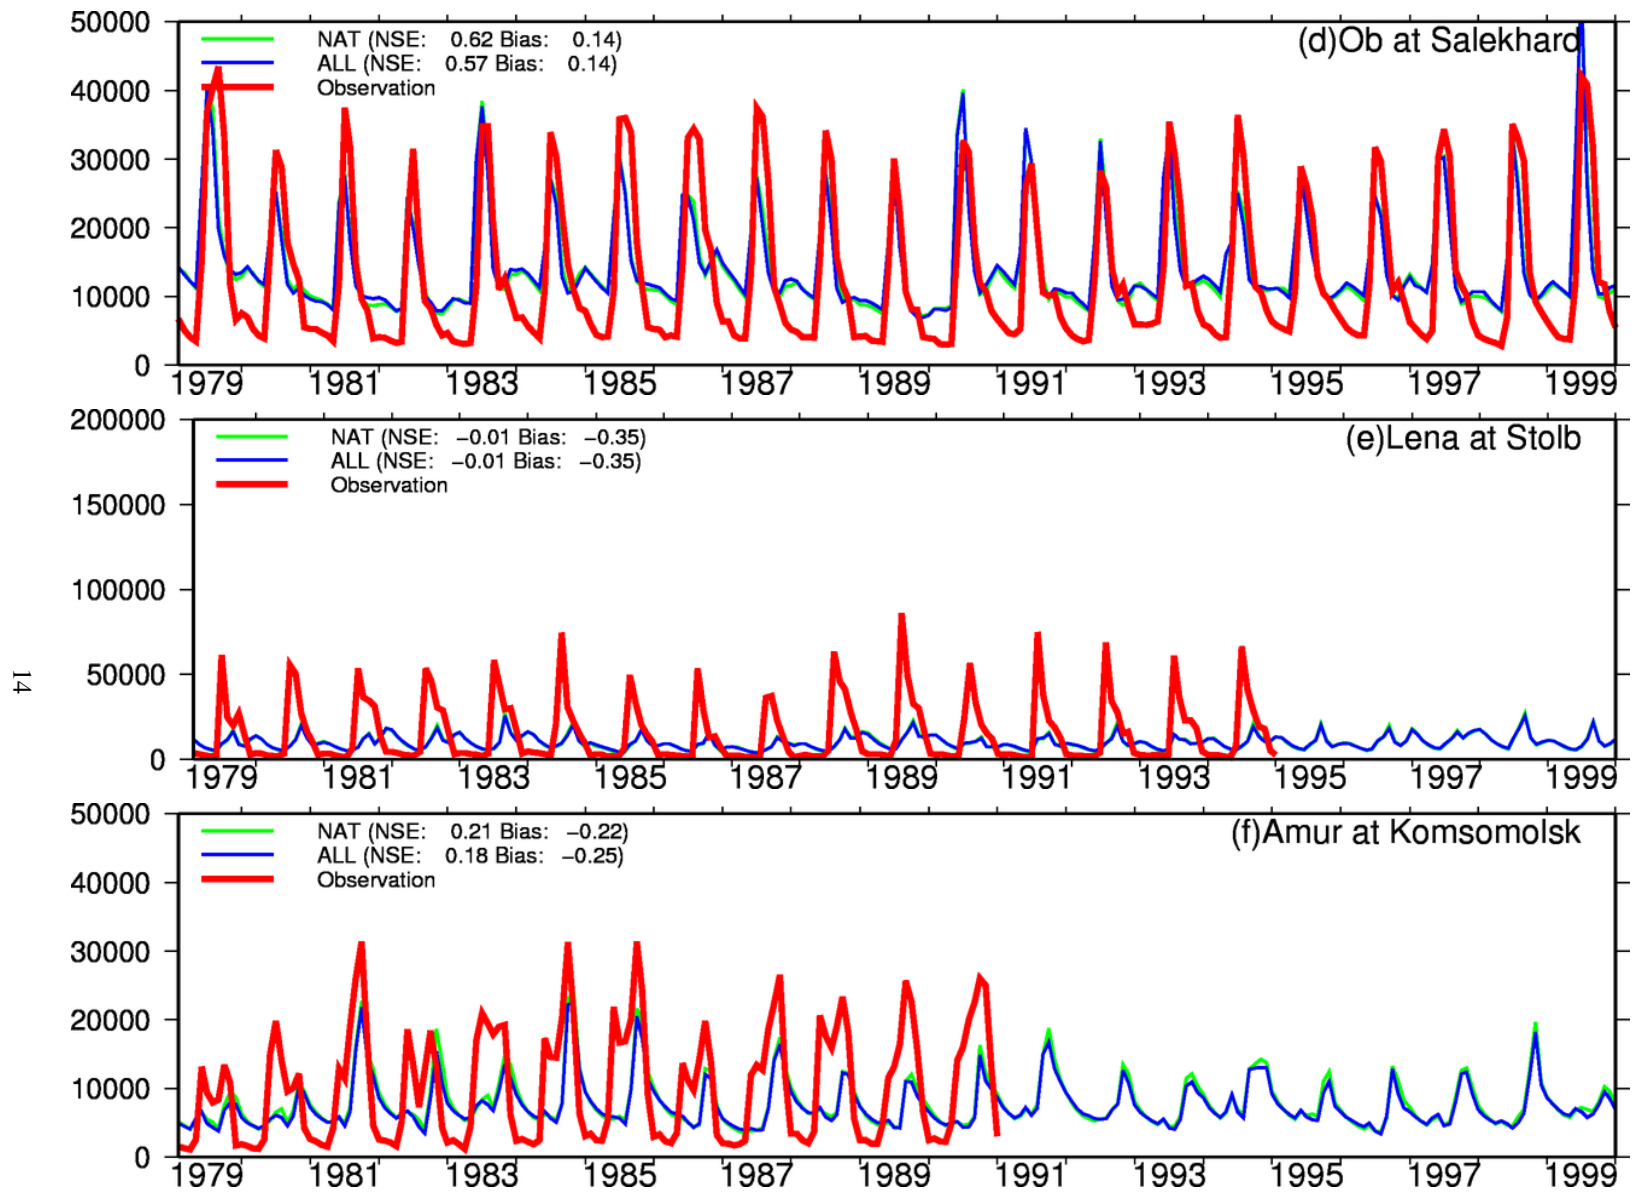 50000
NAT (NSE: 0.62 Bias: 0.14)
(d)Ob at Salekhard
ALL (NSE: 0.57 Bias: 0.14)
Observation
40000
30000
20000
10000
0
1979 1981 1983 1985 1987 1989 1991 1993 1995 1997 1999
200000
NAT (NSE: −0.01 Bias: −0.35)
(e)Lena at Stolb
ALL (NSE: −0.01 Bias: −0.35)
Observation
150000
100000
50000
0
1979 1981 1983 1985 1987 1989 1991 1993 1995 1997 1999
14
50000
NAT (NSE: 0.21 Bias: −0.22)
(f)Amur at Komsomolsk
ALL (NSE: 0.18 Bias: −0.25)
Observation
40000
30000
20000
10000
0
1979 1981 1983 1985 1987 1989 1991 1993 1995 1997 1999